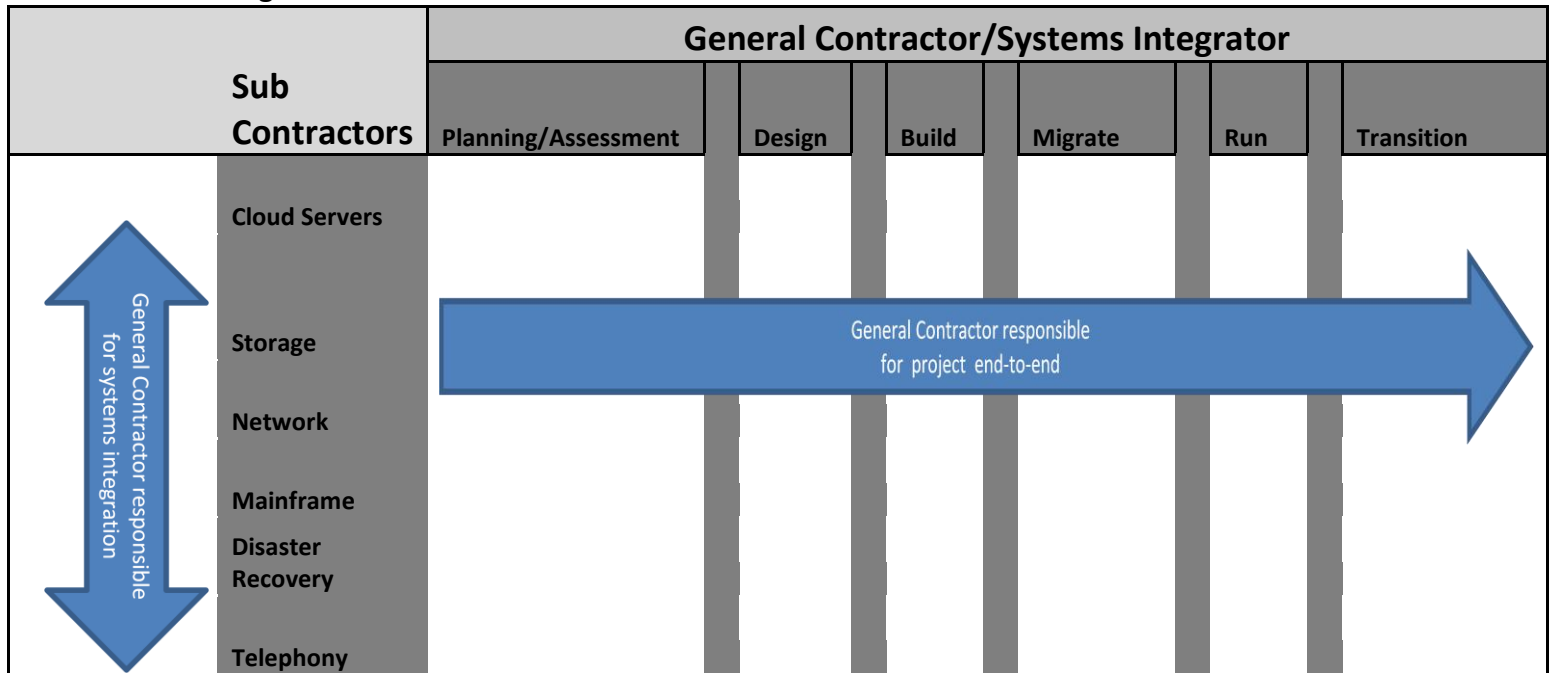 General Contractor/Systems Integrator
Sub
Contractors
Planning/Assessment
Design
Build
Migrate
Run
Transition
Cloud Servers
Storage
Network
Mainframe
Disaster
Recovery
Telephony
General Contractor responsible
for systems integration
General Contractor responsible
for project end-to-end